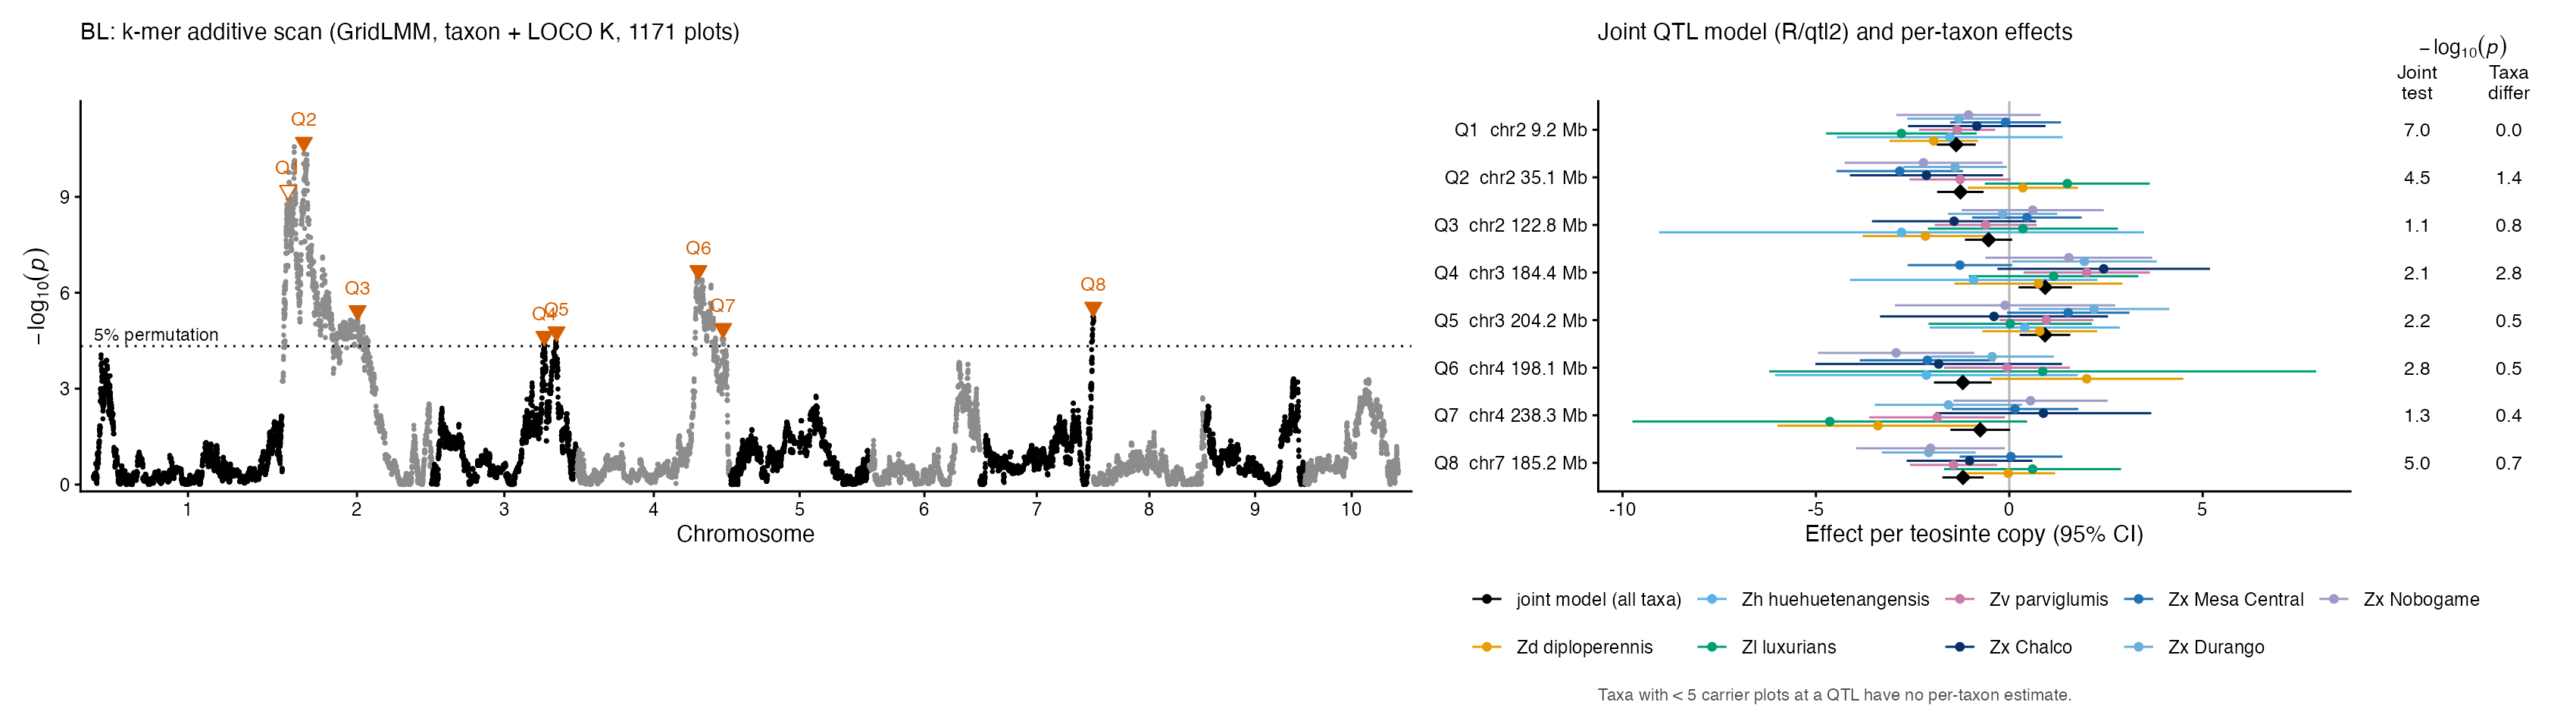 BL: k-mer additive scan (GridLMM, taxon + LOCO K, 1171 plots)
−log10(p)
9
6
3
0
5% permutation
Q1
Q2
Q3
Q4
Q5
Q6
Q7
Q8
1 2 3 4 5 6 7 8 9 10
Chromosome
Joint QTL model (R/qtl2) and per-taxon effects
−log10(p)
Joint test
Taxa differ
Q1 chr2 9.2 Mb 7.0 0.0
Q2 chr2 35.1 Mb 4.5 1.4
Q3 chr2 122.8 Mb 1.1 0.8
Q4 chr3 184.4 Mb 2.1 2.8
Q5 chr3 204.2 Mb 2.2 0.5
Q6 chr4 198.1 Mb 2.8 0.5
Q7 chr4 238.3 Mb 1.3 0.4
Q8 chr7 185.2 Mb 5.0 0.7
-10 -5 0 5
Effect per teosinte copy (95% CI)
joint model (all taxa) Zh huehuetenangensis Zv parviglumis Zx Mesa Central Zx Nobogame
Zd diploperennis Zl luxurians Zx Chalco Zx Durango
Taxa with < 5 carrier plots at a QTL have no per-taxon estimate.